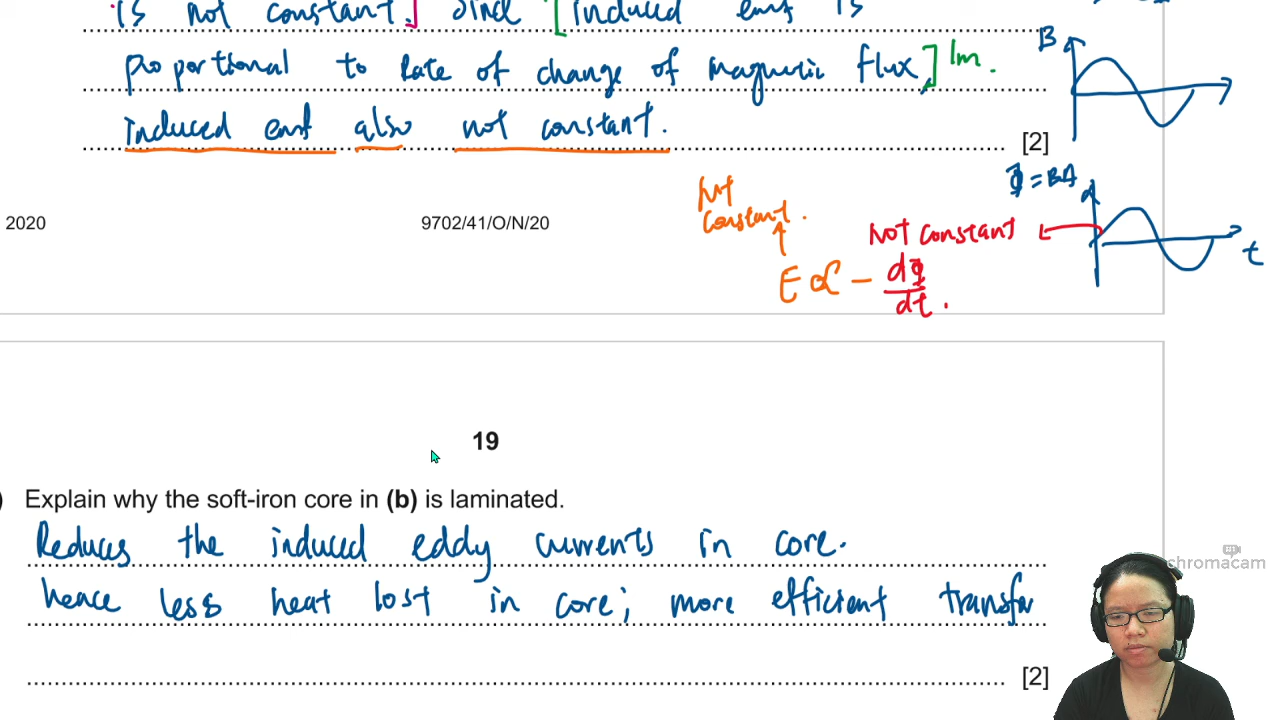 is not constant.] Since [induced emf is
proportional to rate of change of magnetic flux,] 1m.
induced emf also not constant.
[2]
B
Φ = BA
t
2020
9702/41/O/N/20
Not constant.
Not constant
E ∝ - dΦ/dt.
19
) Explain why the soft-iron core in (b) is laminated.
Reduces the induced eddy currents in core.
hence less heat lost in core; more efficient transfer
[2]
chromacam